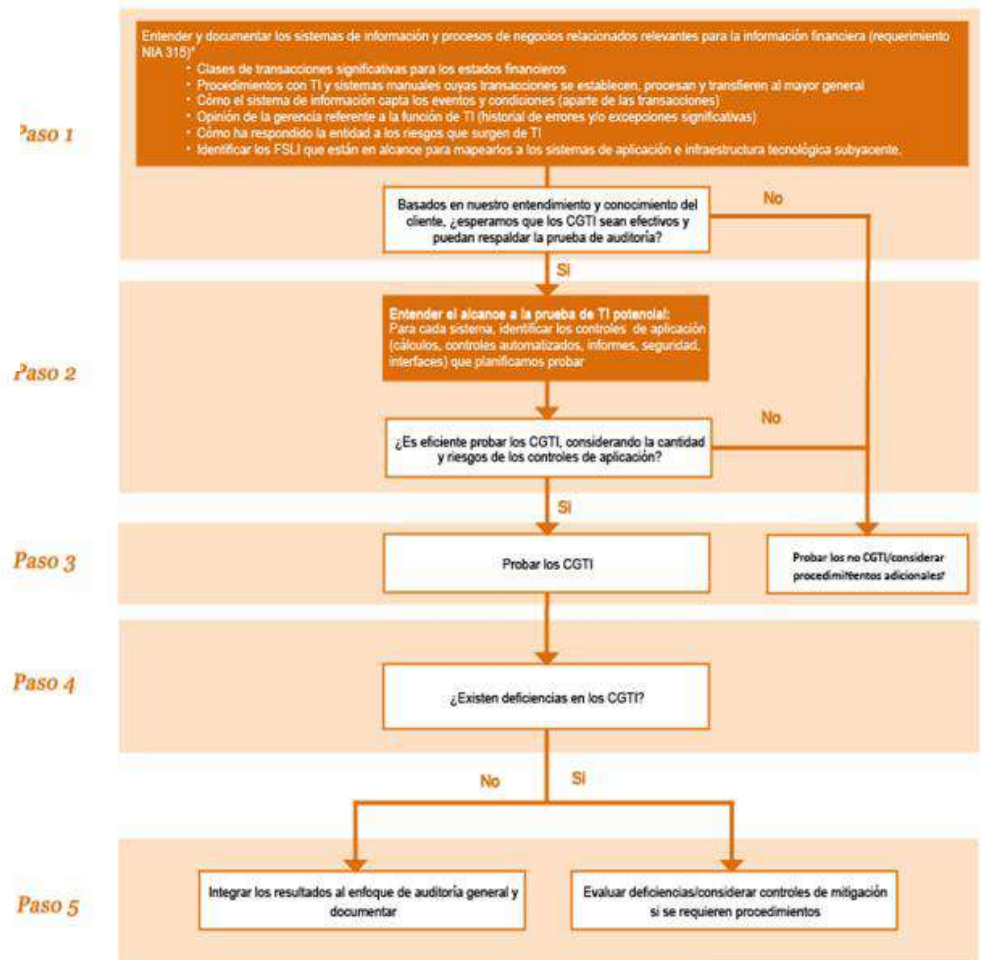 Entender y documentar los sistemas de información y procesos de negocios relacionados relevantes para la información financiera (requerimiento
NIA 315)*
• Clases de transacciones significativas para los estados financieros
• Procedimientos con TI y sistemas manuales cuyas transacciones se establecen, procesan y transfieren al mayor general
• Cómo el sistema de información capta los eventos y condiciones (aparte de las transacciones)
• Opinión de la gerencia referente a la función de TI (historial de errores y/o excepciones significativas)
• Cómo ha respondido la entidad a los riesgos que surgen de TI
• Identificar los FSLI que están en alcance para mapearlos a los sistemas de aplicación e infraestructura tecnológica subyacente.
Paso 1
Basados en nuestro entendimiento y conocimiento del
cliente, ¿esperamos que los CGTI sean efectivos y
puedan respaldar la prueba de auditoría?
No
Si
Paso 2
Entender el alcance a la prueba de TI potencial:
Para cada sistema, identificar los controles de aplicación
(cálculos, controles automatizados, informes, seguridad,
interfaces) que planificamos probar
No
¿Es eficiente probar los CGTI, considerando la cantidad
y riesgos de los controles de aplicación?
Si
Paso 3
Probar los CGTI
Probar los no CGTI/considerar
adicionales*
Paso 4
¿Existen deficiencias en los CGTI?
No
Si
Paso 5
Integrar los resultados al enfoque de auditoría general y
documentar
Evaluar deficiencias/considerar controles de mitigación
si se requieren procedimientos